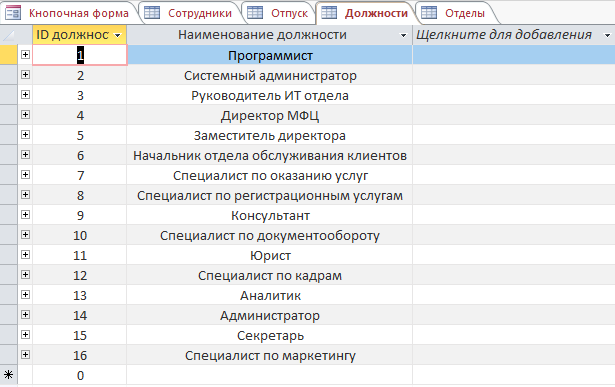 Кнопочная форма Сотрудники Отпуск Должности Отделы
ID должнос Наименование должности Щелкните для добавления
1 Программист
2 Системный администратор
3 Руководитель ИТ отдела
4 Директор МФЦ
5 Заместитель директора
6 Начальник отдела обслуживания клиентов
7 Специалист по оказанию услуг
8 Специалист по регистрационным услугам
9 Консультант
10 Специалист по документообороту
11 Юрист
12 Специалист по кадрам
13 Аналитик
14 Администратор
15 Секретарь
16 Специалист по маркетингу
0